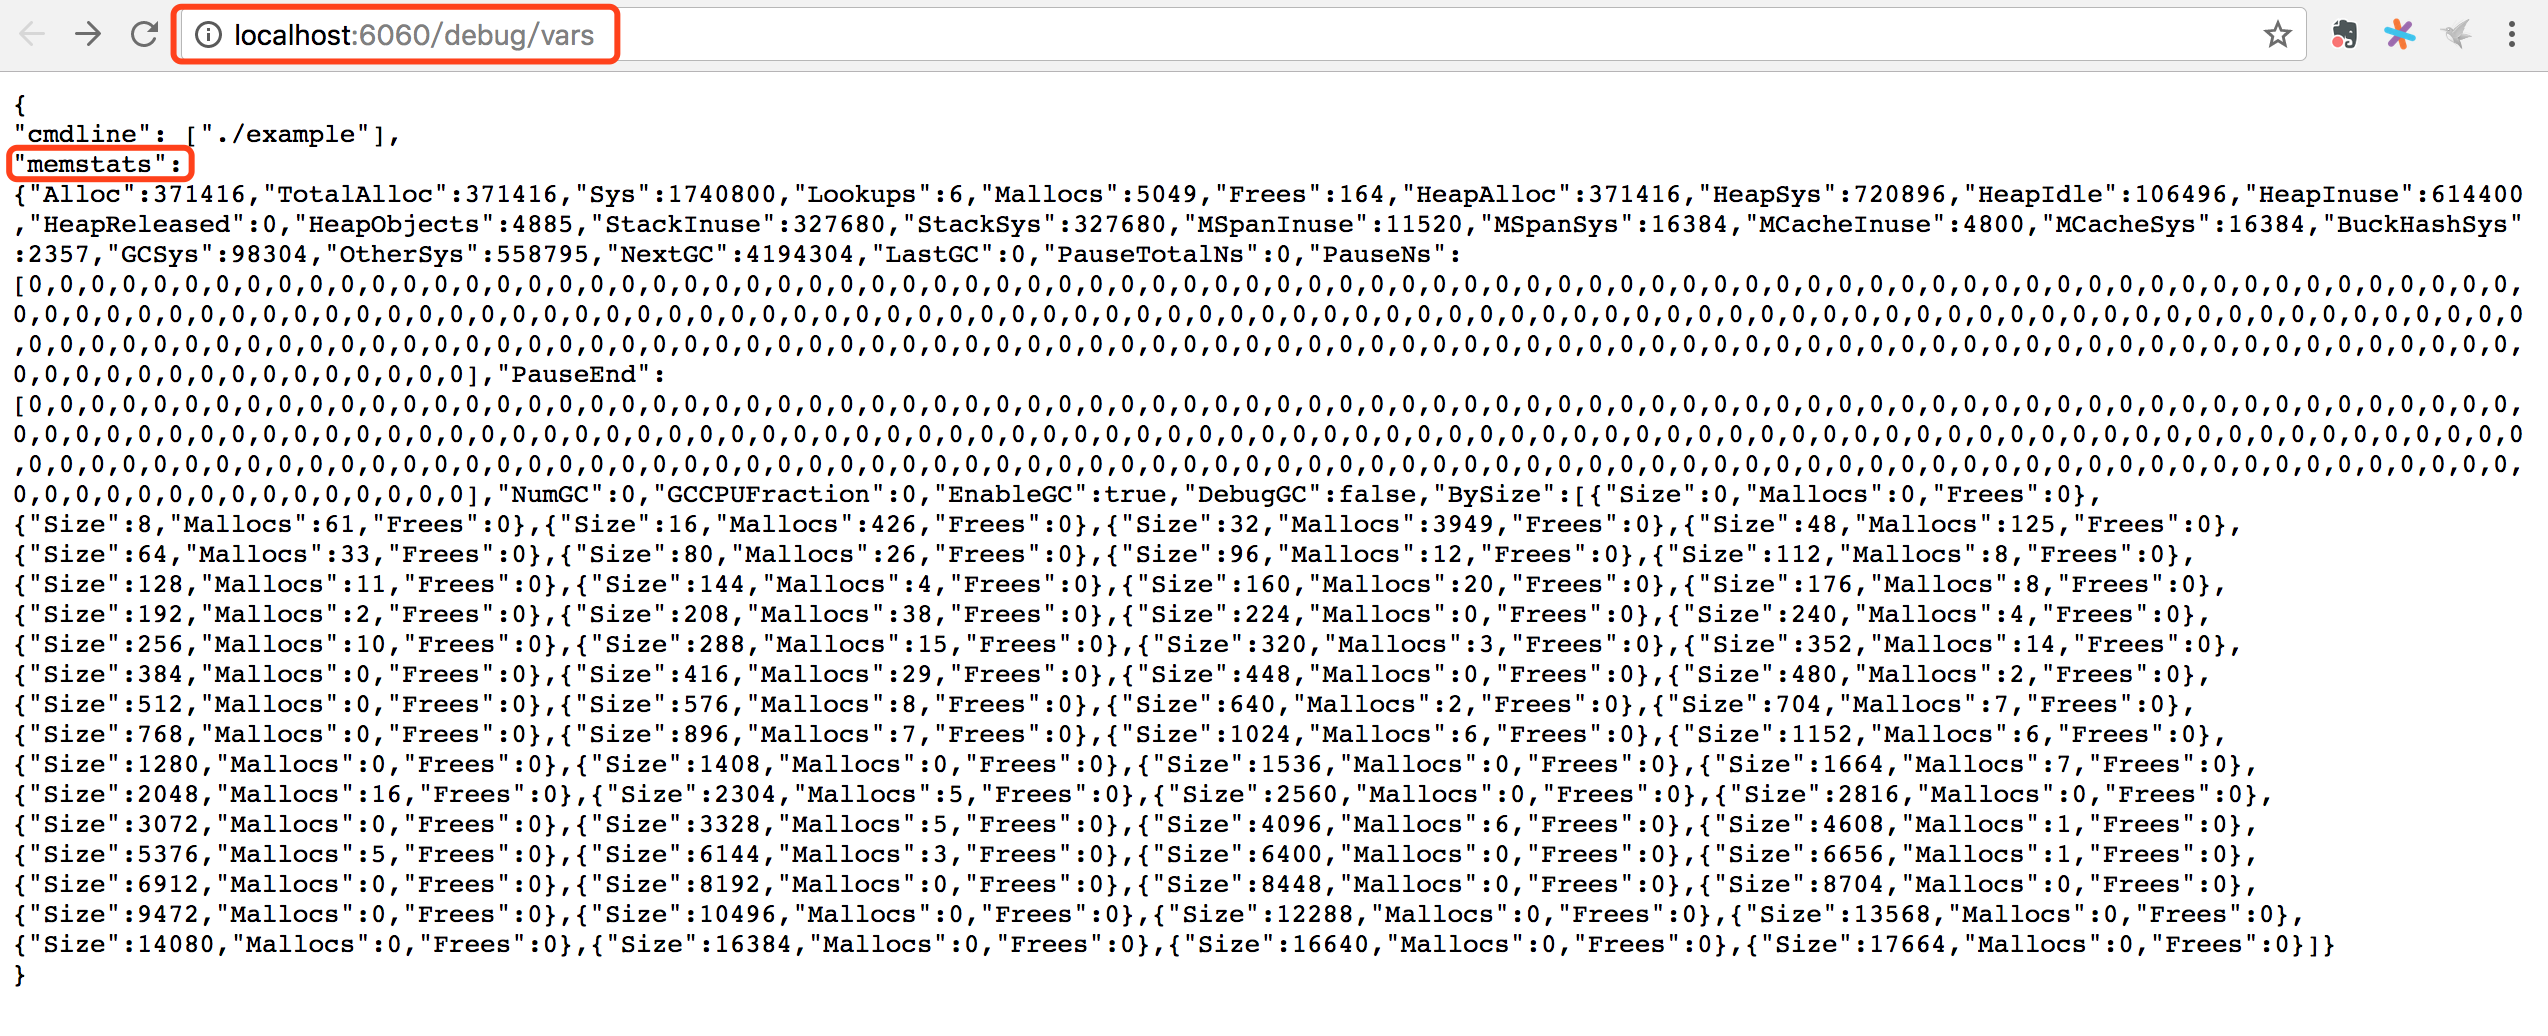 localhost:6060/debug/vars
{
"cmdline": ["./example"],
"memstats":
{"Alloc":371416,"TotalAlloc":371416,"Sys":1740800,"Lookups":6,"Mallocs":5049,"Frees":164,"HeapAlloc":371416,"HeapSys":720896,"HeapIdle":106496,"HeapInuse":614400
,"HeapReleased":0,"HeapObjects":4885,"StackInuse":327680,"StackSys":327680,"MSpanInuse":11520,"MSpanSys":16384,"MCacheInuse":4800,"MCacheSys":16384,"BuckHashSys"
:2357,"GCSys":98304,"OtherSys":558795,"NextGC":4194304,"LastGC":0,"PauseTotalNs":0,"PauseNs":
[0,0,0,0,0,0,0,0,0,0,0,0,0,0,0,0,0,0,0,0,0,0,0,0,0,0,0,0,0,0,0,0,0,0,0,0,0,0,0,0,0,0,0,0,0,0,0,0,0,0,0,0,0,0,0,0,0,0,0,0,0,0,0,0,0,0,0,0,0,0,0,0,0,0,0,0,0,0,0,0,
0,0,0,0,0,0,0,0,0,0,0,0,0,0,0,0,0,0,0,0,0,0,0,0,0,0,0,0,0,0,0,0,0,0,0,0,0,0,0,0,0,0,0,0,0,0,0,0,0,0,0,0,0,0,0,0,0,0,0,0,0,0,0,0,0,0,0,0,0,0,0,0,0,0,0,0,0,0,0,0,0
,0,0,0,0,0,0,0,0,0,0,0,0,0,0,0,0,0,0,0,0,0,0,0,0,0,0,0,0,0,0,0,0,0,0,0,0,0,0,0,0,0,0,0,0,0,0,0,0,0,0,0,0,0,0,0,0,0,0,0,0,0,0,0,0,0,0,0,0,0,0,0,0,0,0,0,0,0,0,0,0,
0,0,0,0,0,0,0,0,0,0,0,0,0,0,0],"PauseEnd":
[0,0,0,0,0,0,0,0,0,0,0,0,0,0,0,0,0,0,0,0,0,0,0,0,0,0,0,0,0,0,0,0,0,0,0,0,0,0,0,0,0,0,0,0,0,0,0,0,0,0,0,0,0,0,0,0,0,0,0,0,0,0,0,0,0,0,0,0,0,0,0,0,0,0,0,0,0,0,0,0,
0,0,0,0,0,0,0,0,0,0,0,0,0,0,0,0,0,0,0,0,0,0,0,0,0,0,0,0,0,0,0,0,0,0,0,0,0,0,0,0,0,0,0,0,0,0,0,0,0,0,0,0,0,0,0,0,0,0,0,0,0,0,0,0,0,0,0,0,0,0,0,0,0,0,0,0,0,0,0,0,0
,0,0,0,0,0,0,0,0,0,0,0,0,0,0,0,0,0,0,0,0,0,0,0,0,0,0,0,0,0,0,0,0,0,0,0,0,0,0,0,0,0,0,0,0,0,0,0,0,0,0,0,0,0,0,0,0,0,0,0,0,0,0,0,0,0,0,0,0,0,0,0,0,0,0,0,0,0,0,0,0,
0,0,0,0,0,0,0,0,0,0,0,0,0,0,0],"NumGC":0,"GCCPUFraction":0,"EnableGC":true,"DebugGC":false,"BySize":[{"Size":0,"Mallocs":0,"Frees":0},
{"Size":8,"Mallocs":61,"Frees":0},{"Size":16,"Mallocs":426,"Frees":0},{"Size":32,"Mallocs":3949,"Frees":0},{"Size":48,"Mallocs":125,"Frees":0},
{"Size":64,"Mallocs":33,"Frees":0},{"Size":80,"Mallocs":26,"Frees":0},{"Size":96,"Mallocs":12,"Frees":0},{"Size":112,"Mallocs":8,"Frees":0},
{"Size":128,"Mallocs":11,"Frees":0},{"Size":144,"Mallocs":4,"Frees":0},{"Size":160,"Mallocs":20,"Frees":0},{"Size":176,"Mallocs":8,"Frees":0},
{"Size":192,"Mallocs":2,"Frees":0},{"Size":208,"Mallocs":38,"Frees":0},{"Size":224,"Mallocs":0,"Frees":0},{"Size":240,"Mallocs":4,"Frees":0},
{"Size":256,"Mallocs":10,"Frees":0},{"Size":288,"Mallocs":15,"Frees":0},{"Size":320,"Mallocs":3,"Frees":0},{"Size":352,"Mallocs":14,"Frees":0},
{"Size":384,"Mallocs":0,"Frees":0},{"Size":416,"Mallocs":29,"Frees":0},{"Size":448,"Mallocs":0,"Frees":0},{"Size":480,"Mallocs":2,"Frees":0},
{"Size":512,"Mallocs":0,"Frees":0},{"Size":576,"Mallocs":8,"Frees":0},{"Size":640,"Mallocs":2,"Frees":0},{"Size":704,"Mallocs":7,"Frees":0},
{"Size":768,"Mallocs":0,"Frees":0},{"Size":896,"Mallocs":7,"Frees":0},{"Size":1024,"Mallocs":6,"Frees":0},{"Size":1152,"Mallocs":6,"Frees":0},
{"Size":1280,"Mallocs":0,"Frees":0},{"Size":1408,"Mallocs":0,"Frees":0},{"Size":1536,"Mallocs":0,"Frees":0},{"Size":1664,"Mallocs":7,"Frees":0},
{"Size":2048,"Mallocs":16,"Frees":0},{"Size":2304,"Mallocs":5,"Frees":0},{"Size":2560,"Mallocs":0,"Frees":0},{"Size":2816,"Mallocs":0,"Frees":0},
{"Size":3072,"Mallocs":0,"Frees":0},{"Size":3328,"Mallocs":5,"Frees":0},{"Size":4096,"Mallocs":6,"Frees":0},{"Size":4608,"Mallocs":1,"Frees":0},
{"Size":5376,"Mallocs":5,"Frees":0},{"Size":6144,"Mallocs":3,"Frees":0},{"Size":6400,"Mallocs":0,"Frees":0},{"Size":6656,"Mallocs":1,"Frees":0},
{"Size":6912,"Mallocs":0,"Frees":0},{"Size":8192,"Mallocs":0,"Frees":0},{"Size":8448,"Mallocs":0,"Frees":0},{"Size":8704,"Mallocs":0,"Frees":0},
{"Size":9472,"Mallocs":0,"Frees":0},{"Size":10496,"Mallocs":0,"Frees":0},{"Size":12288,"Mallocs":0,"Frees":0},{"Size":13568,"Mallocs":0,"Frees":0},
{"Size":14080,"Mallocs":0,"Frees":0},{"Size":16384,"Mallocs":0,"Frees":0},{"Size":16640,"Mallocs":0,"Frees":0},{"Size":17664,"Mallocs":0,"Frees":0}]}
}